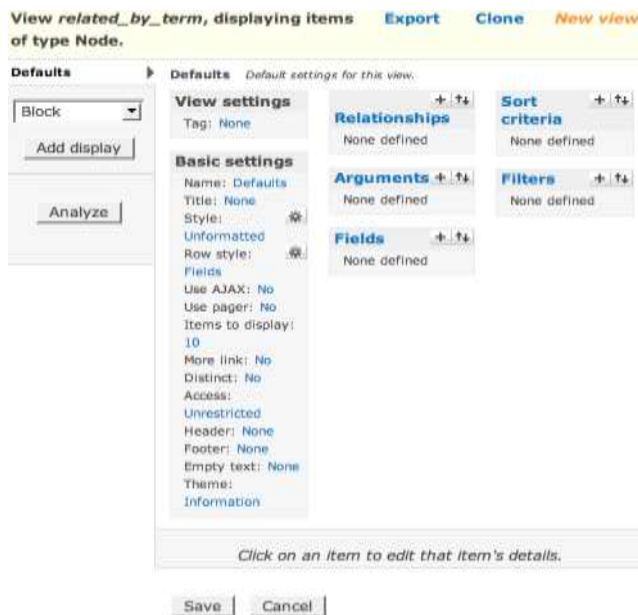 View related_by_term, displaying items
of type Node.
Export
Clone
New view
Defaults
Block
Add display
Analyze
Defaults Default settings for this view.
View settings
Tag: None
Basic settings
Name: Defaults
Title: None
Style:
Unformatted
Row style:
Fields
Use AJAX: No
Use pager: No
Items to display:
10
More link: No
Distinct: No
Access:
Unrestricted
Header: None
Footer: None
Empty text: None
Theme:
Information
Relationships
None defined
Arguments
None defined
Fields
None defined
Sort
criteria
None defined
Filters
None defined
Click on an item to edit that item's details.
Save
Cancel